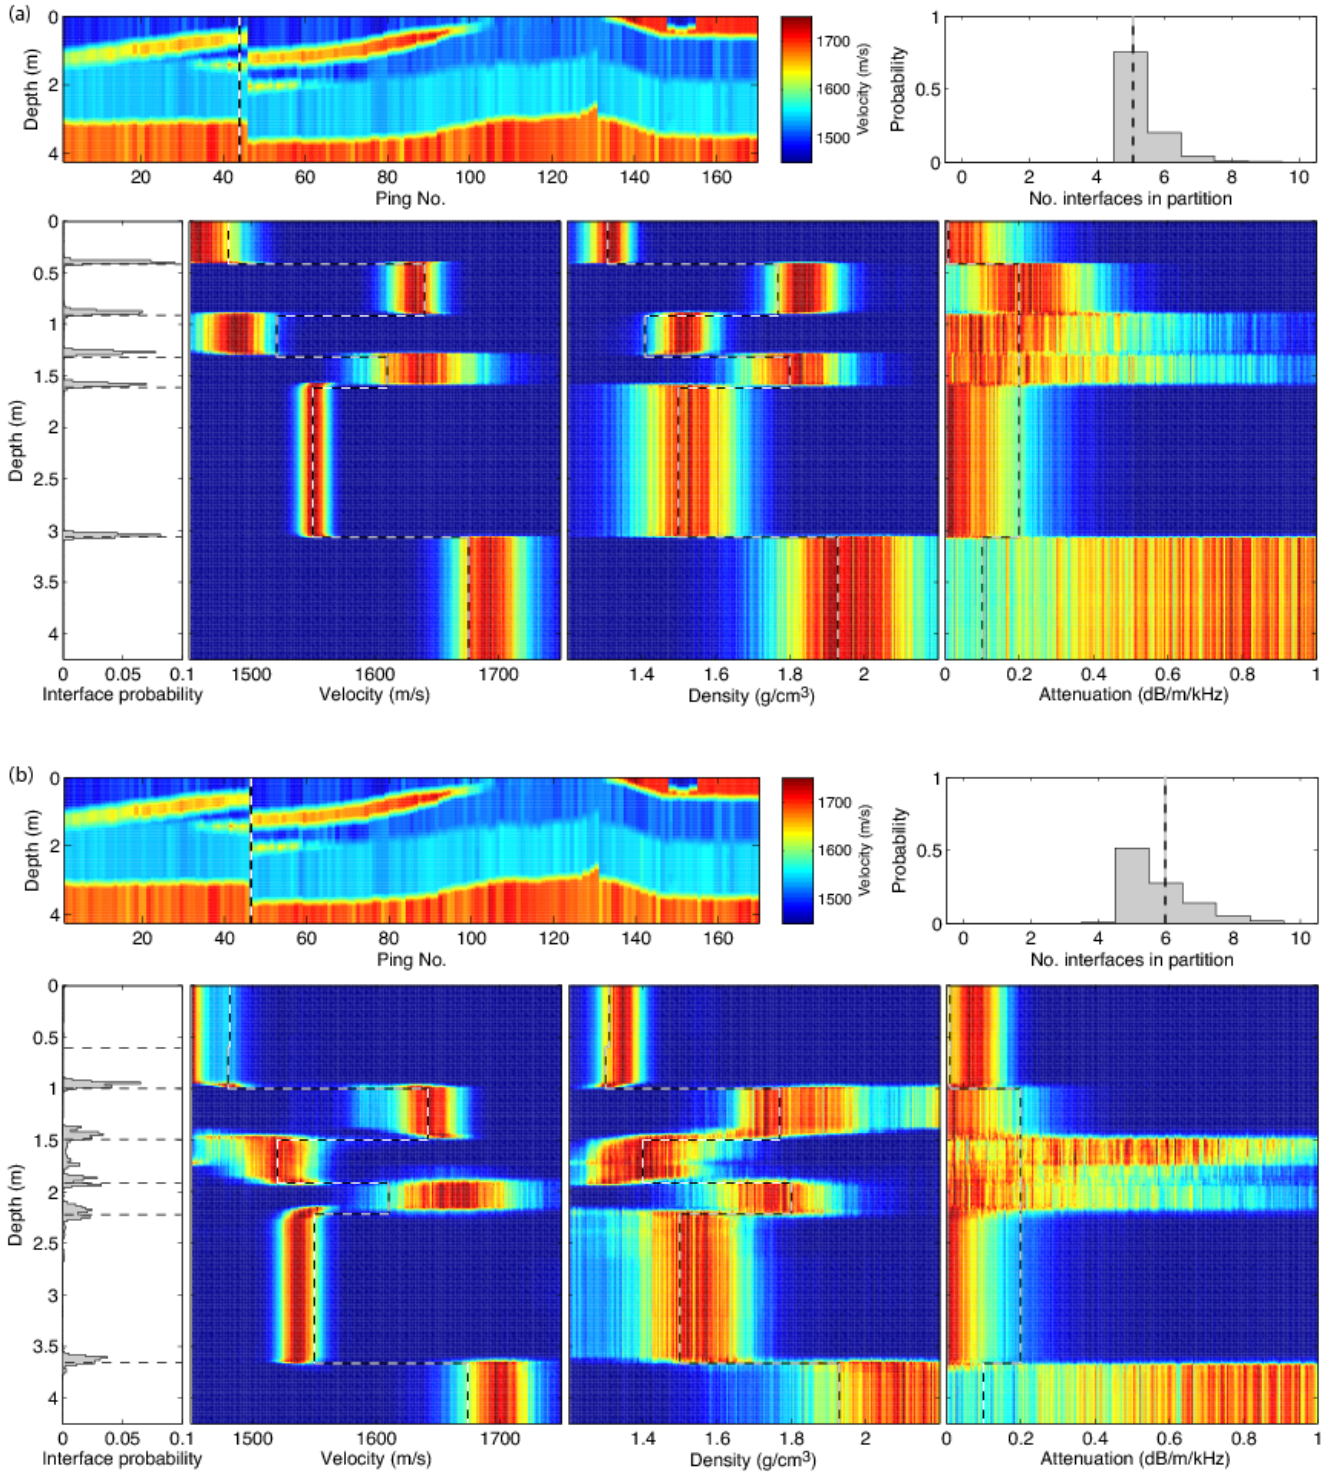 (a)
0
2
4
Depth (m)
20 40 60 80 100 120 140 160
Ping No.
1700
1600
1500
Velocity (m/s)
1
0.5
0
Probability
0 2 4 6 8 10
No. interfaces in partition
0
0.5
1
1.5
2
2.5
3
3.5
4
Depth (m)
0 0.05 0.1
Interface probability
1500 1600 1700
Velocity (m/s)
1.4 1.6 1.8 2
Density (g/cm³)
0 0.2 0.4 0.6 0.8 1
Attenuation (dB/m/kHz)
(b)
0
2
4
Depth (m)
20 40 60 80 100 120 140 160
Ping No.
1700
1600
1500
Velocity (m/s)
1
0.5
0
Probability
0 2 4 6 8 10
No. interfaces in partition
0
0.5
1
1.5
2
2.5
3
3.5
4
Depth (m)
0 0.05 0.1
Interface probability
1500 1600 1700
Velocity (m/s)
1.4 1.6 1.8 2
Density (g/cm³)
0 0.2 0.4 0.6 0.8 1
Attenuation (dB/m/kHz)